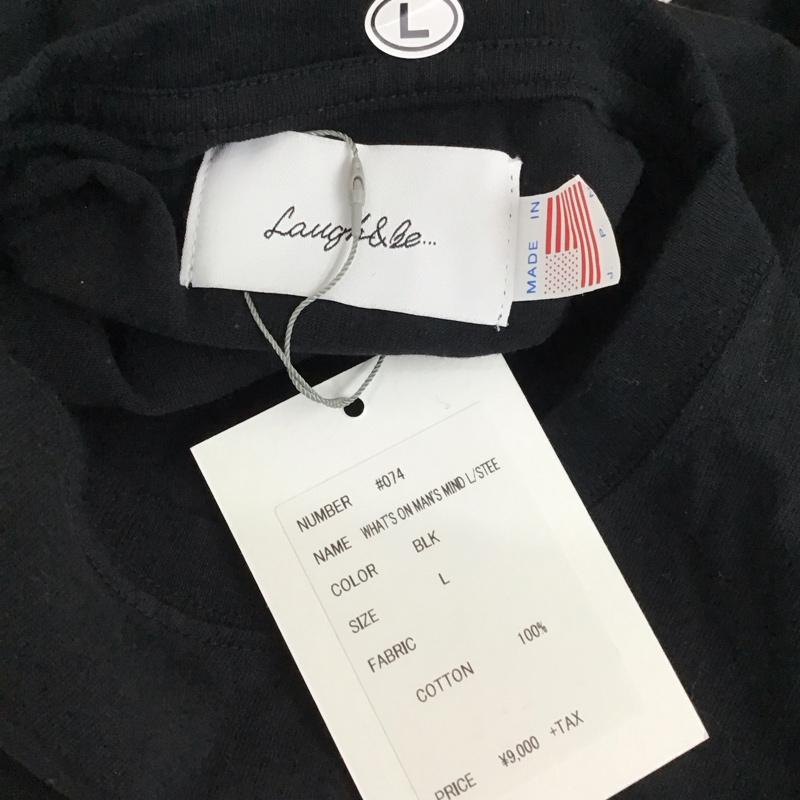 L
Laugh&be...
MADE IN
NUMBER #074
NAME WHAT'S ON MAN'S MIND L/STEE
COLOR BLK
SIZE L
FABRIC
COTTON 100%
PRICE ¥9,000 +TAX